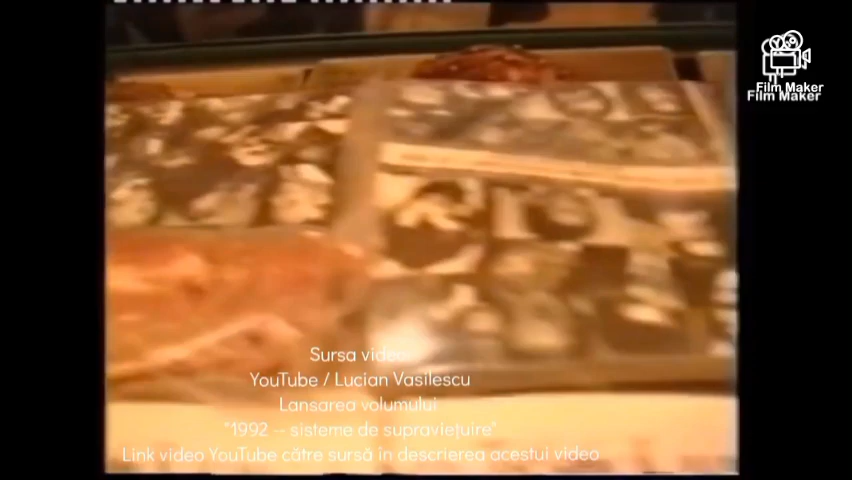 Film Maker
Film Maker
Sursa video:
YouTube / Lucian Vasilescu
Lansarea volumului
"1992 – sisteme de supraviețuire"
Link video YouTube către sursă în descrierea acestui video